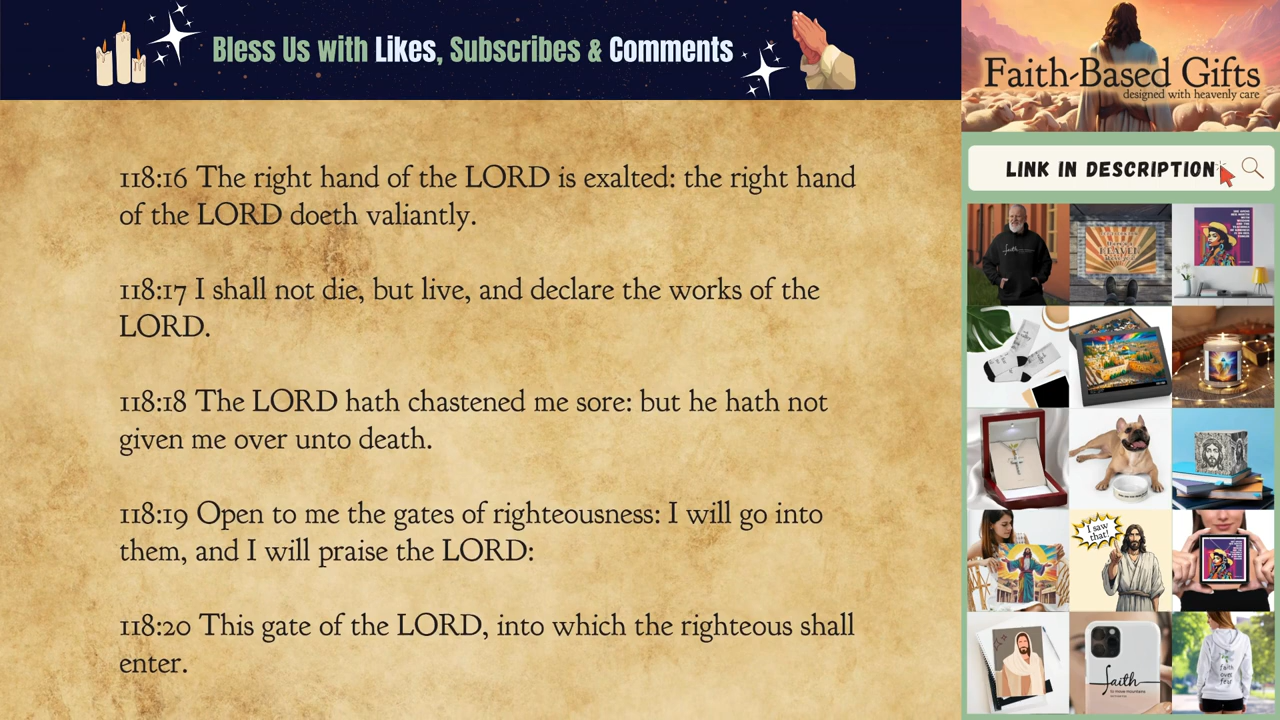 Bless Us with Likes, Subscribes & Comments
118:16 The right hand of the LORD is exalted: the right hand
of the LORD doeth valiantly.
118:17 I shall not die, but live, and declare the works of the
LORD.
118:18 The LORD hath chastened me sore: but he hath not
given me over unto death.
118:19 Open to me the gates of righteousness: I will go into
them, and I will praise the LORD:
118:20 This gate of the LORD, into which the righteous shall
enter.
Faith-Based Gifts
designed with heavenly care
LINK IN DESCRIPTION
faith
I saw
that!
faith
faith
over
fear